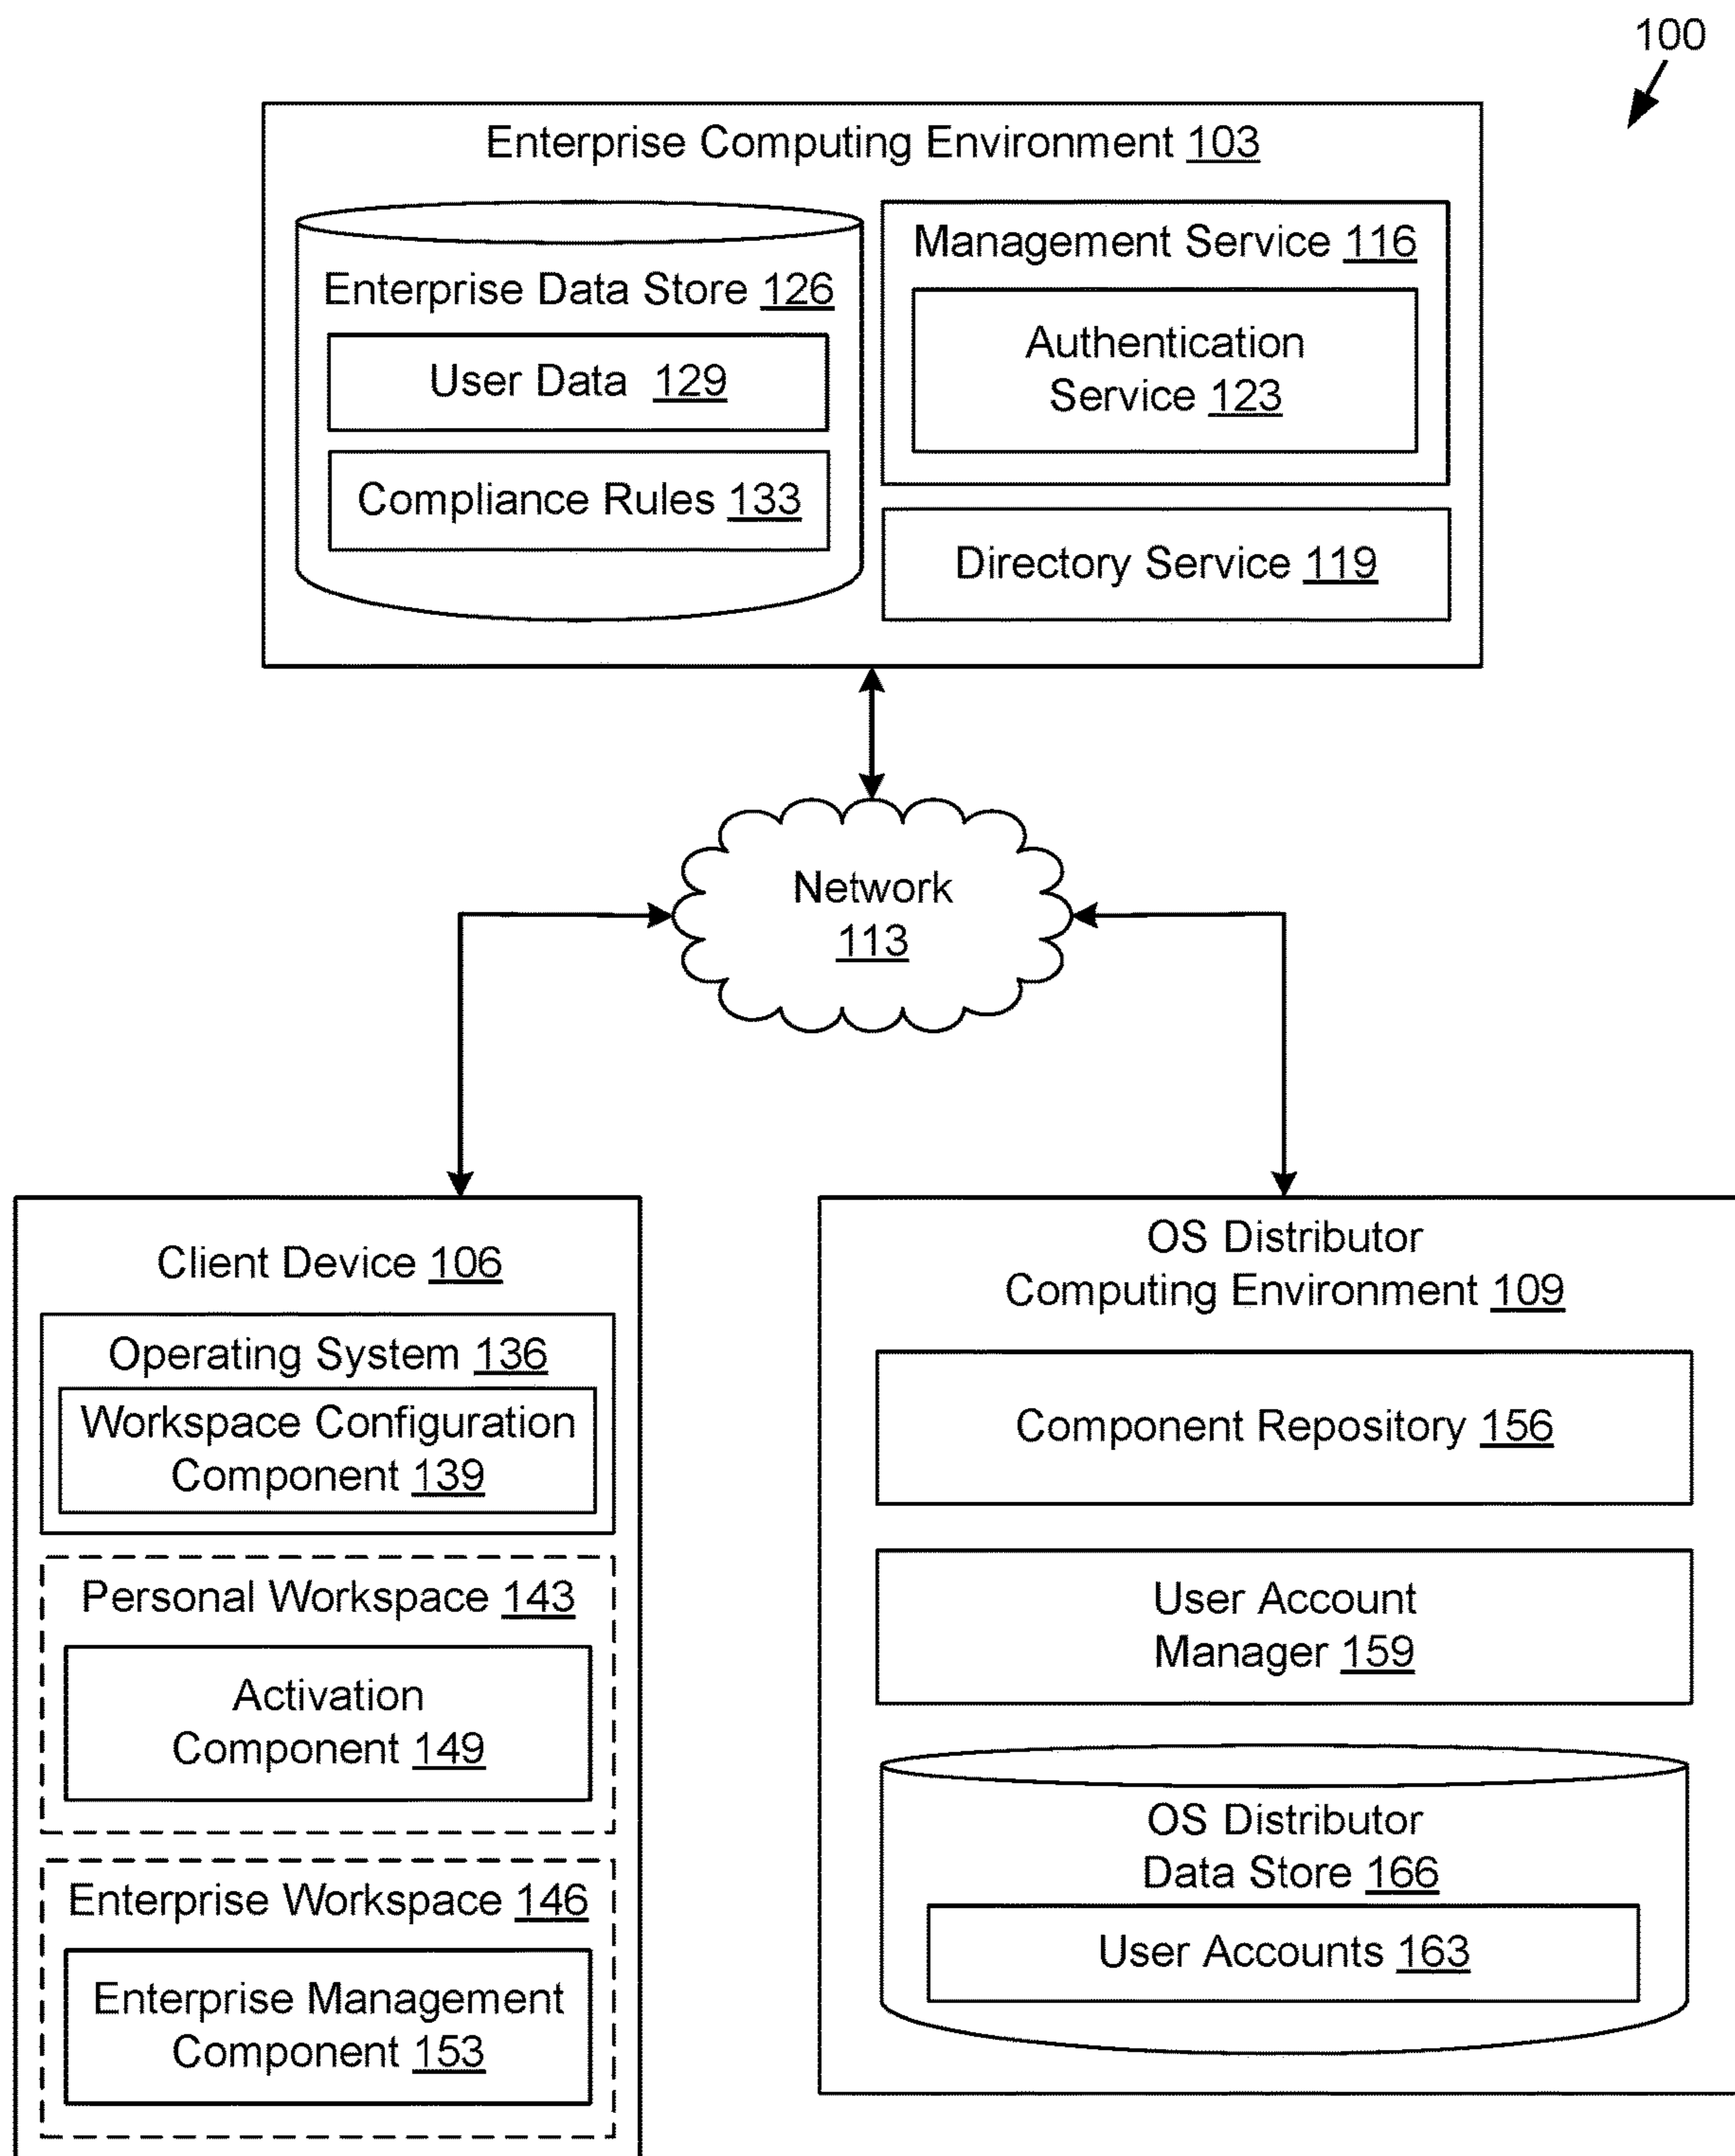 100
Enterprise Computing Environment 103
Enterprise Data Store 126
User Data 129
Compliance Rules 133
Management Service 116
Authentication
Service 123
Directory Service 119
Network
113
Client Device 106
Operating System 136
Workspace Configuration
Component 139
Personal Workspace 143
Activation
Component 149
Enterprise Workspace 146
Enterprise Management
Component 153
OS Distributor
Computing Environment 109
Component Repository 156
User Account
Manager 159
OS Distributor
Data Store 166
User Accounts 163